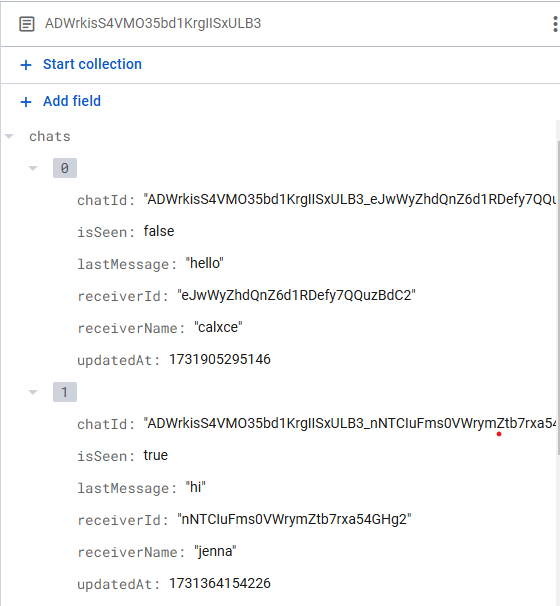 ADWrkisS4VMO35bd1KrgIISxULB3
+ Start collection
+ Add field
chats
0
chatId: "ADWrkisS4VMO35bd1KrgIISxULB3_eJwWyZhdQnZ6d1RDefy7QQu
isSeen: false
lastMessage: "hello"
receiverId: "eJwWyZhdQnZ6d1RDefy7QQuzBdC2"
receiverName: "calxce"
updatedAt: 1731905295146
1
chatId: "ADWrkisS4VMO35bd1KrgIISxULB3_nNTCIuFms0VWrymZtb7rxa54
isSeen: true
lastMessage: "hi"
receiverId: "nNTCIuFms0VWrymZtb7rxa54GHg2"
receiverName: "jenna"
updatedAt: 1731364154226